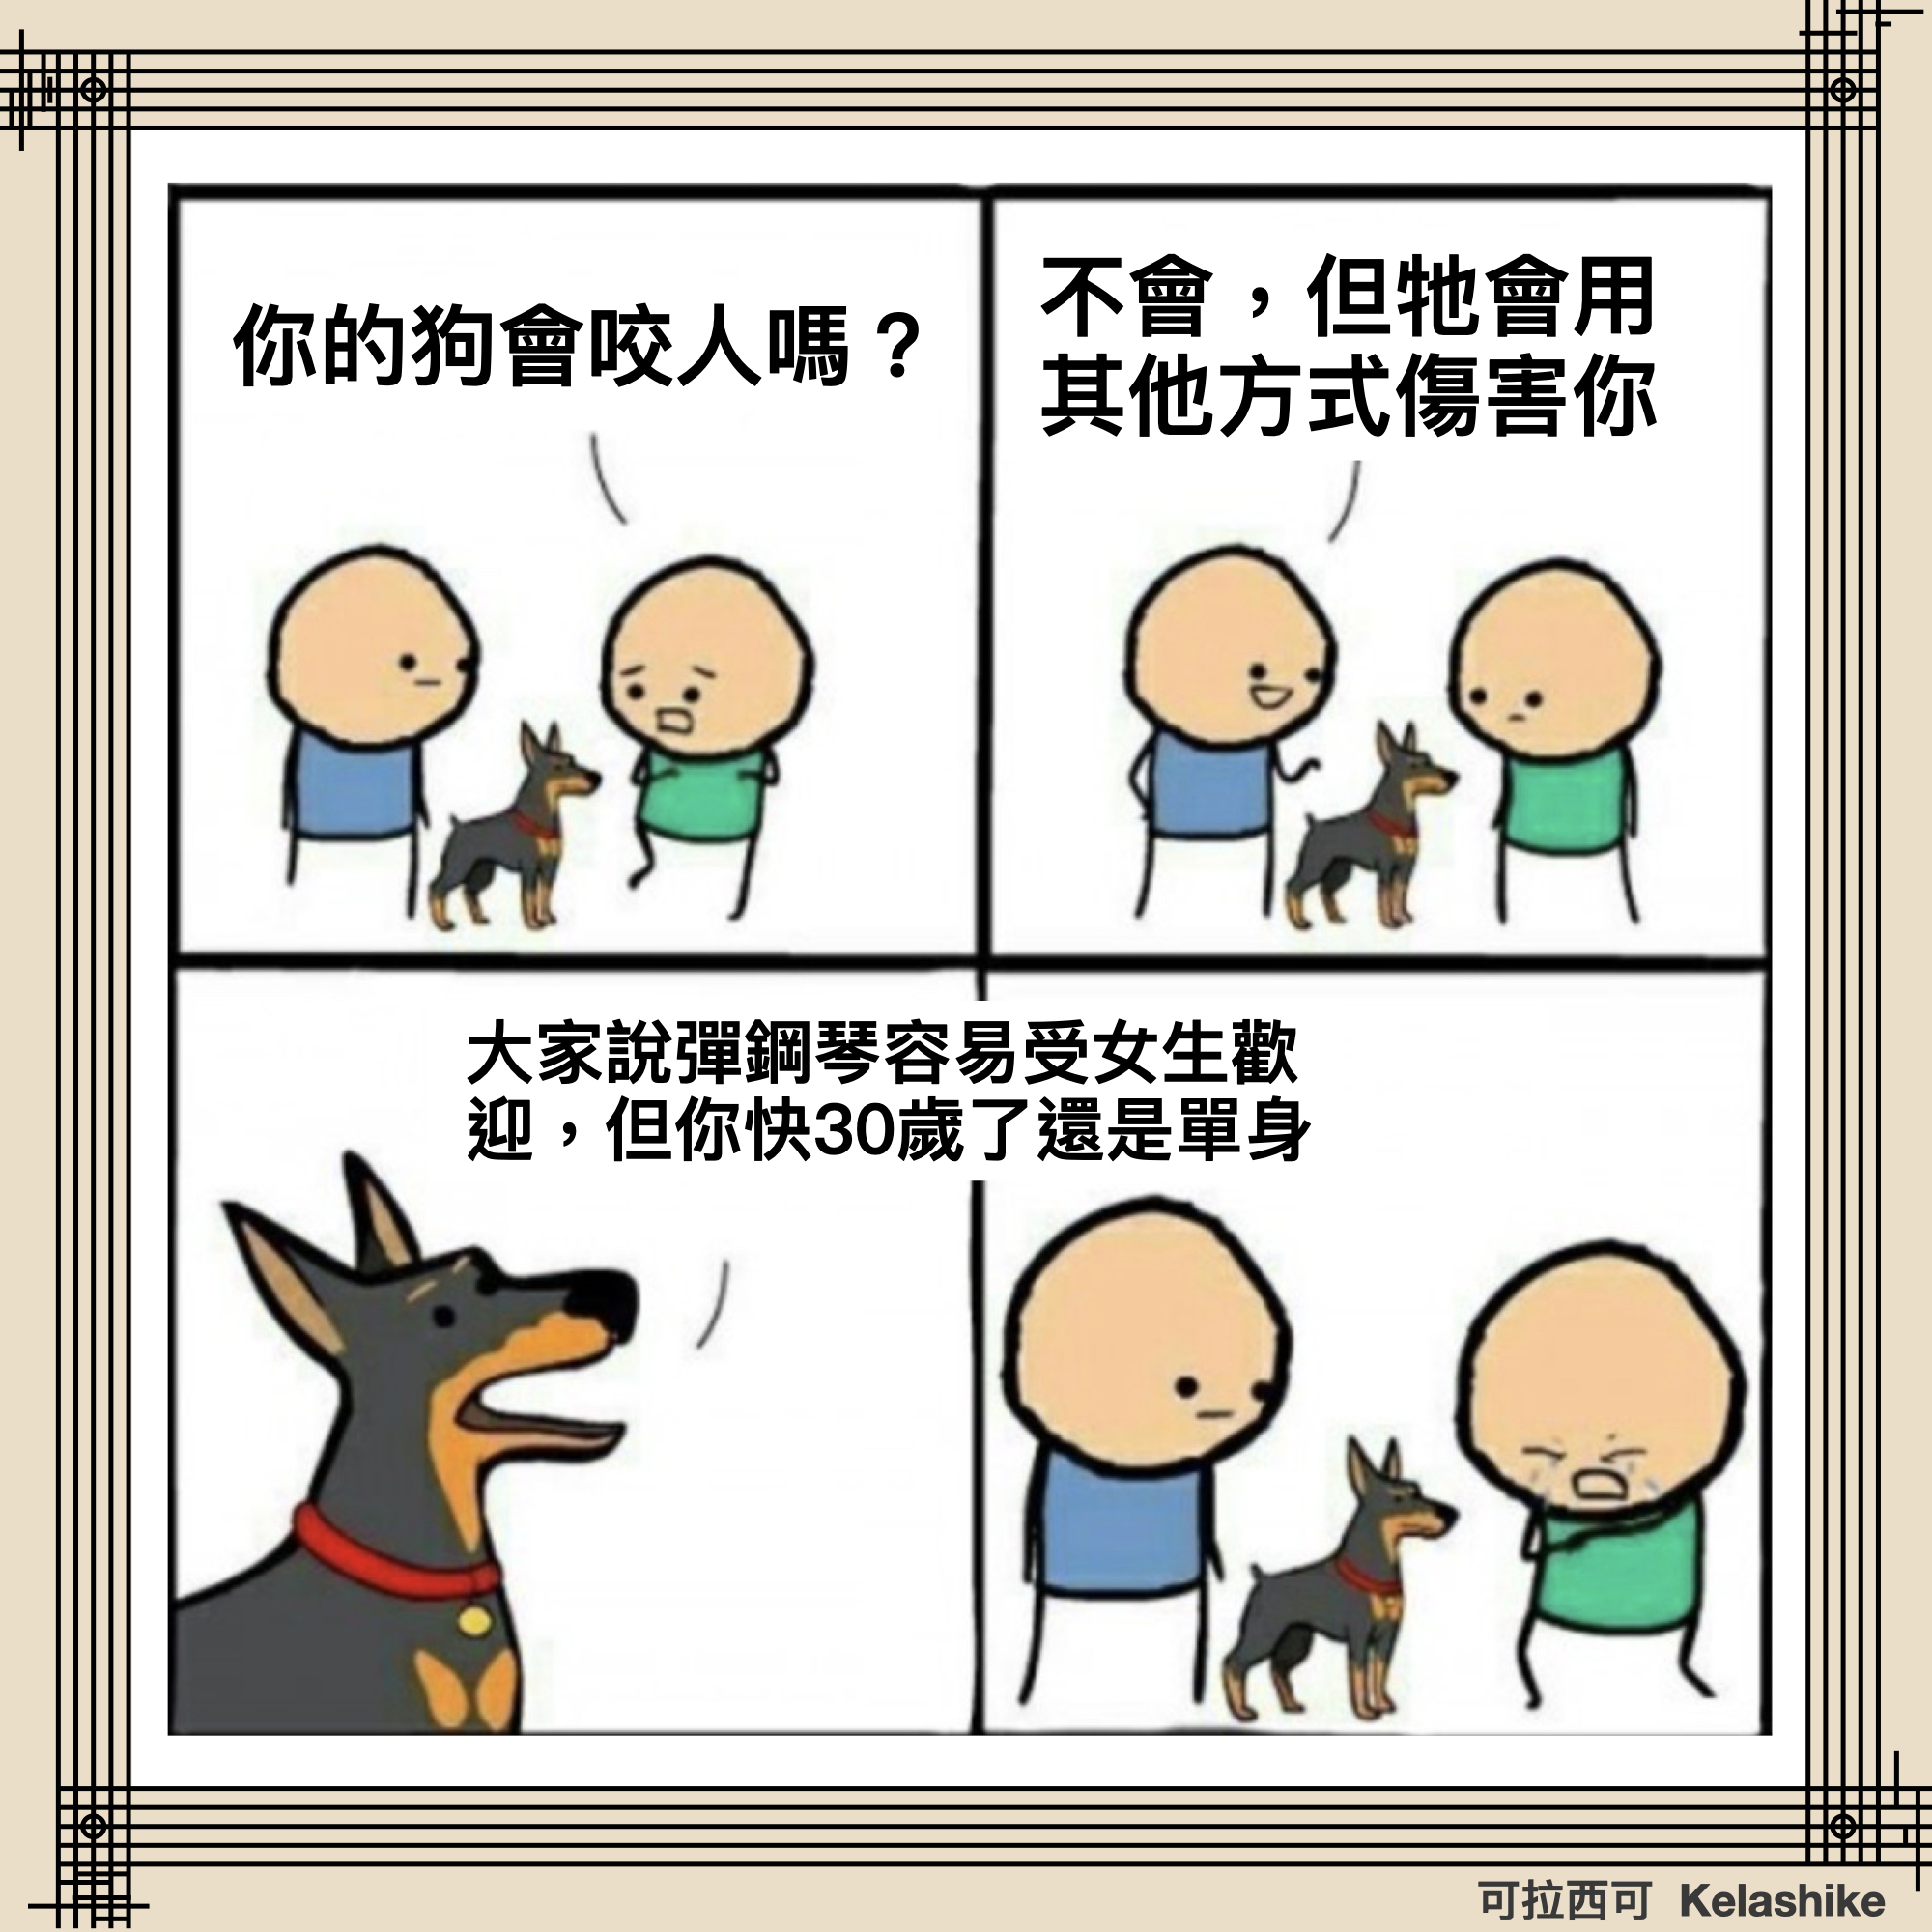 你的狗會咬人嗎？
不會，但牠會用
其他方式傷害你
大家說彈鋼琴容易受女生歡
迎，但你快30歲了還是單身
可拉西可 Kelashike